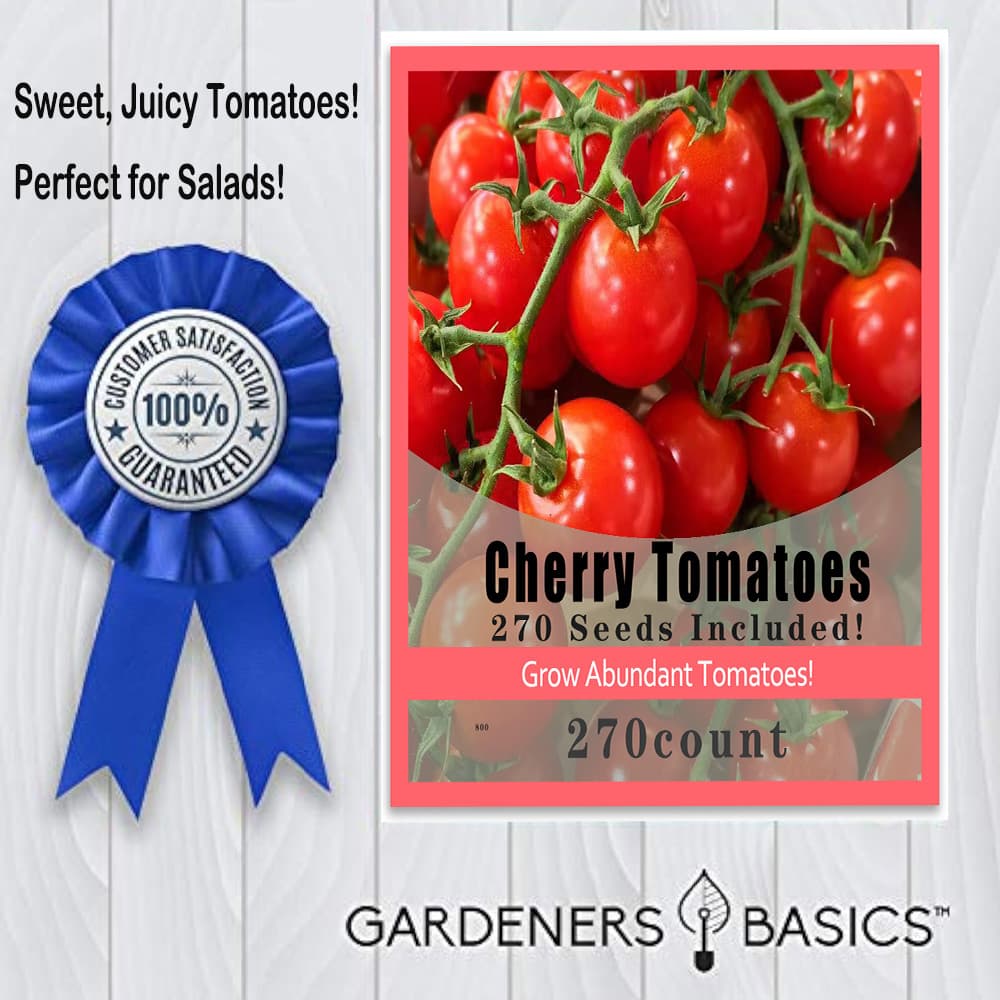 Sweet, Juicy Tomatoes!
Perfect for Salads!
CUSTOMER SATISFACTION
100%
GUARANTEED
Cherry Tomatoes
270 Seeds Included!
Grow Abundant Tomatoes!
800
270count
GARDENERS BASICS™